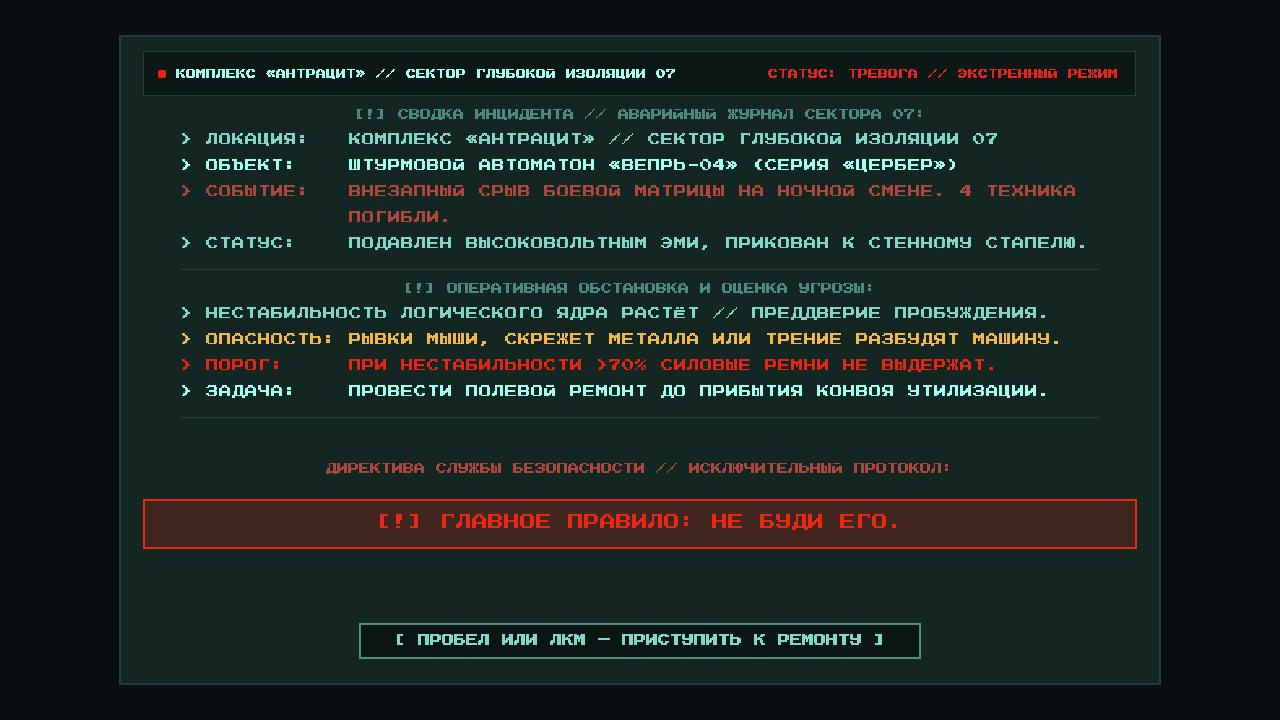 КОМПЛЕКС «АНТРАЦИТ» // СЕКТОР ГЛУБОКОЙ ИЗОЛЯЦИИ 07
СТАТУС: ТРЕВОГА // ЭКСТРЕННЫЙ РЕЖИМ
[!] СВОДКА ИНЦИДЕНТА // АВАРИЙНЫЙ ЖУРНАЛ СЕКТОРА 07:
> ЛОКАЦИЯ: КОМПЛЕКС «АНТРАЦИТ» // СЕКТОР ГЛУБОКОЙ ИЗОЛЯЦИИ 07
> ОБЪЕКТ: ШТУРМОВОЙ АВТОМАТОН «ВЕПРЬ-04» (СЕРИЯ «ЦЕРБЕР»)
> СОБЫТИЕ: ВНЕЗАПНЫЙ СРЫВ БОЕВОЙ МАТРИЦЫ НА НОЧНОЙ СМЕНЕ. 4 ТЕХНИКА
ПОГИБЛИ.
> СТАТУС: ПОДАВЛЕН ВЫСОКОВОЛЬТНЫМ ЭМИ, ПРИКОВАН К СТЕННОМУ СТАПЕЛЮ.
[!] ОПЕРАТИВНАЯ ОБСТАНОВКА И ОЦЕНКА УГРОЗЫ:
> НЕСТАБИЛЬНОСТЬ ЛОГИЧЕСКОГО ЯДРА РАСТЁТ // ПРЕДДВЕРИЕ ПРОБУЖДЕНИЯ.
> ОПАСНОСТЬ: РЫВКИ МЫШИ, СКРЕЖЕТ МЕТАЛЛА ИЛИ ТРЕНИЕ РАЗБУДЯТ МАШИНУ.
> ПОРОГ: ПРИ НЕСТАБИЛЬНОСТИ >70% СИЛОВЫЕ РЕМНИ НЕ ВЫДЕРЖАТ.
> ЗАДАЧА: ПРОВЕСТИ ПОЛЕВОЙ РЕМОНТ ДО ПРИБЫТИЯ КОНВОЯ УТИЛИЗАЦИИ.
ДИРЕКТИВА СЛУЖБЫ БЕЗОПАСНОСТИ // ИСКЛЮЧИТЕЛЬНЫЙ ПРОТОКОЛ:
[!] ГЛАВНОЕ ПРАВИЛО: НЕ БУДИ ЕГО.
[ ПРОБЕЛ ИЛИ ЛКМ — ПРИСТУПИТЬ К РЕМОНТУ ]